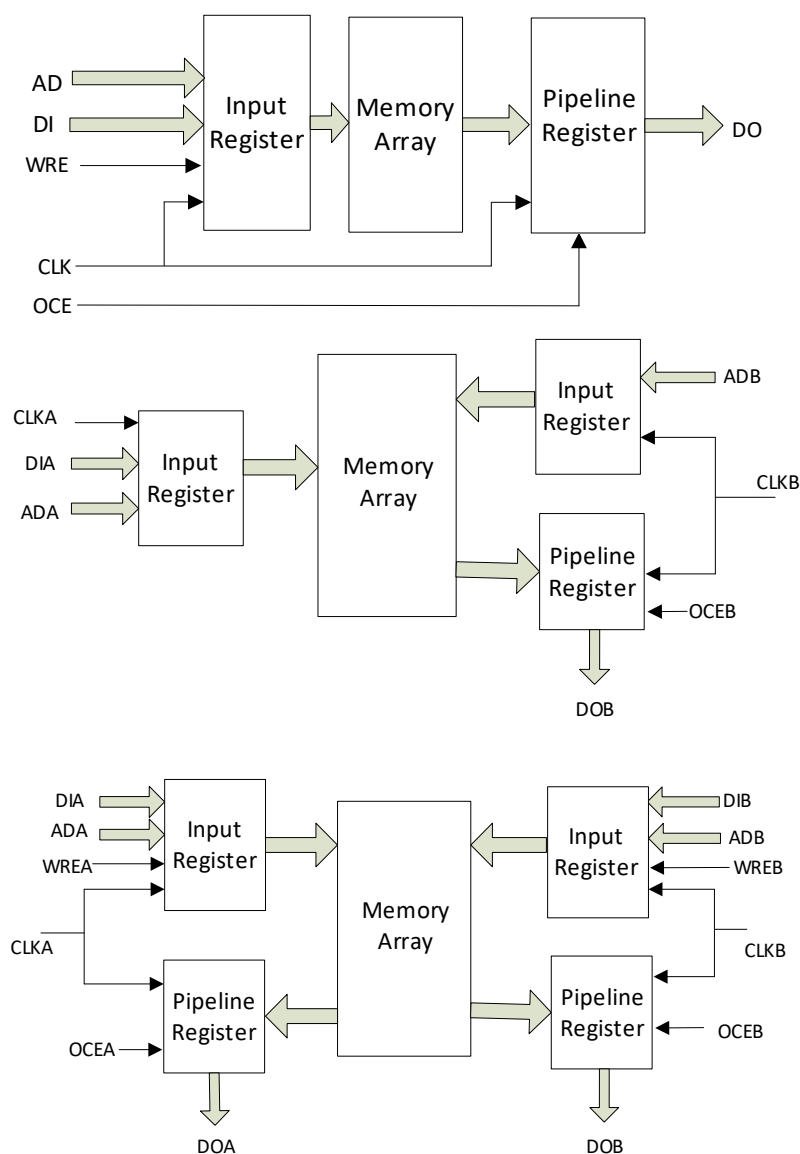 AD
DI
WRE
CLK
OCE
Input
Register
Memory
Array
Pipeline
Register
DO
CLKA
DIA
ADA
Input
Register
Memory
Array
Input
Register
ADB
CLKB
Pipeline
Register
OCEB
DOB
DIA
ADA
WREA
CLKA
OCEA
Input
Register
Pipeline
Register
DOA
Memory
Array
Input
Register
DIB
ADB
WREB
CLKB
Pipeline
Register
OCEB
DOB